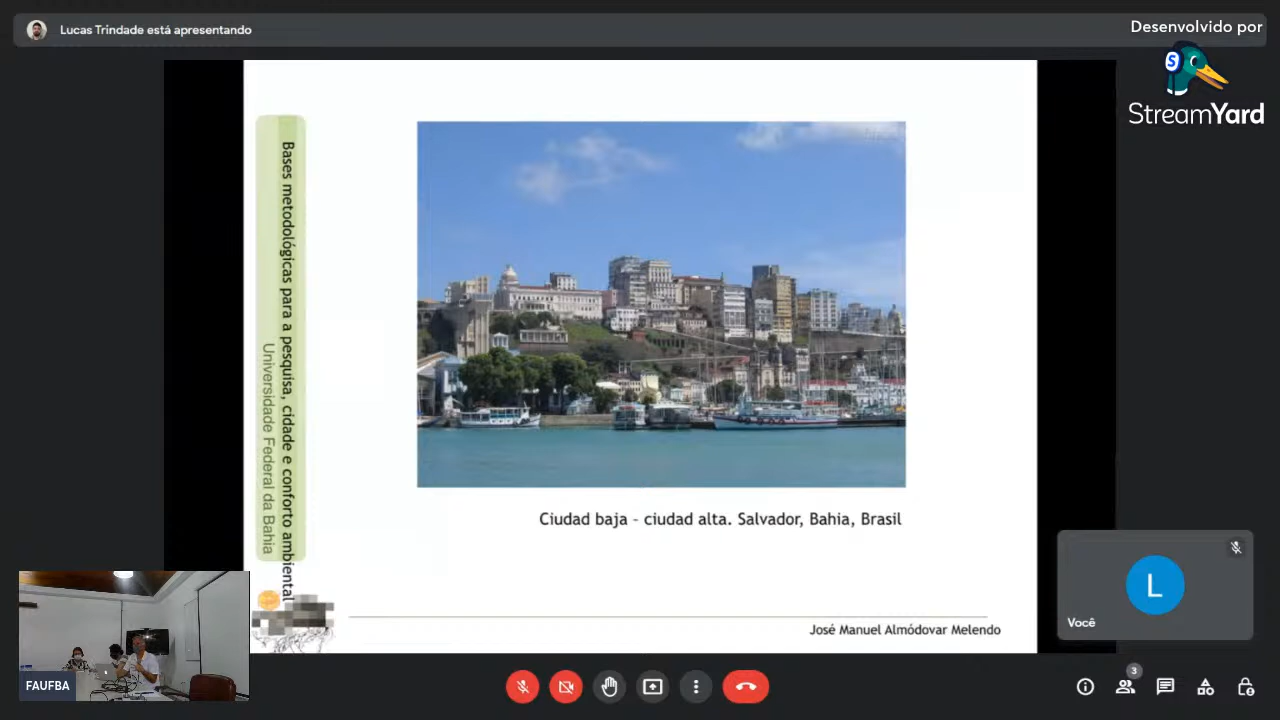 Lucas Trindade está apresentando
Desenvolvido por
StreamYard
Bases metodológicas para a pesquisa, cidade e conforto ambiental
Universidade Federal da Bahia
Ciudad baja - ciudad alta. Salvador, Bahia, Brasil
José Manuel Almódovar Melendo
L
Você
FAUFBA
3